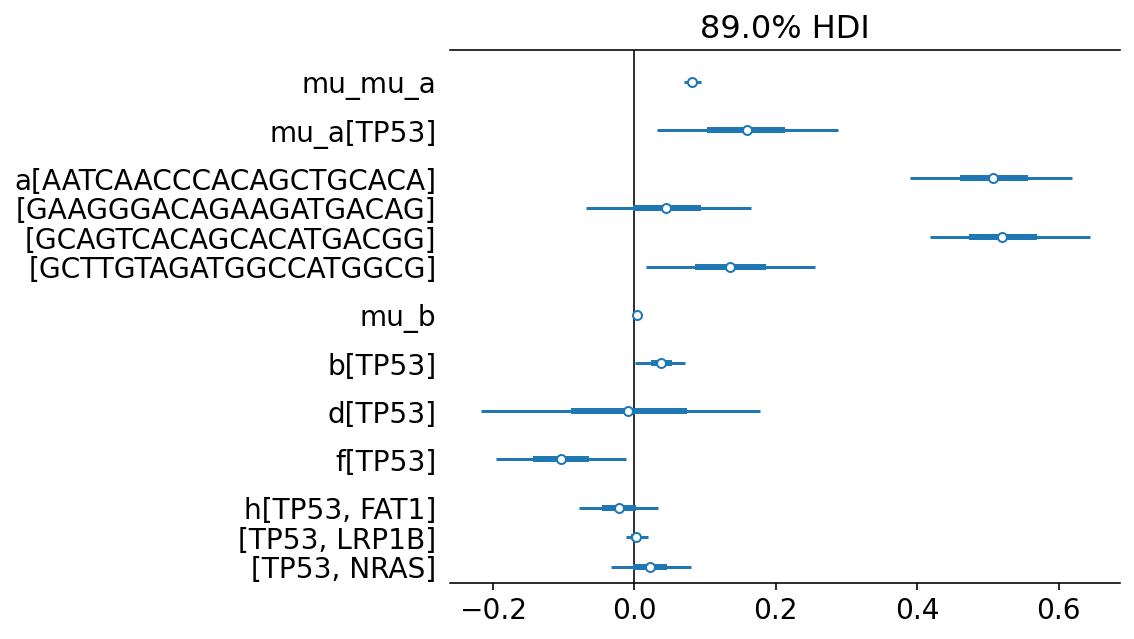 89.0% HDI
mu_mu_a
mu_a[TP53]
a[AATCAACCCACAGCTGCACA]
[GAAGGGACAGAAGATGACAG]
[GCAGTCACAGCACATGACGG]
[GCTTGTAGATGGCCATGGCG]
mu_b
b[TP53]
d[TP53]
f[TP53]
h[TP53, FAT1]
[TP53, LRP1B]
[TP53, NRAS]
−0.2 0.0 0.2 0.4 0.6